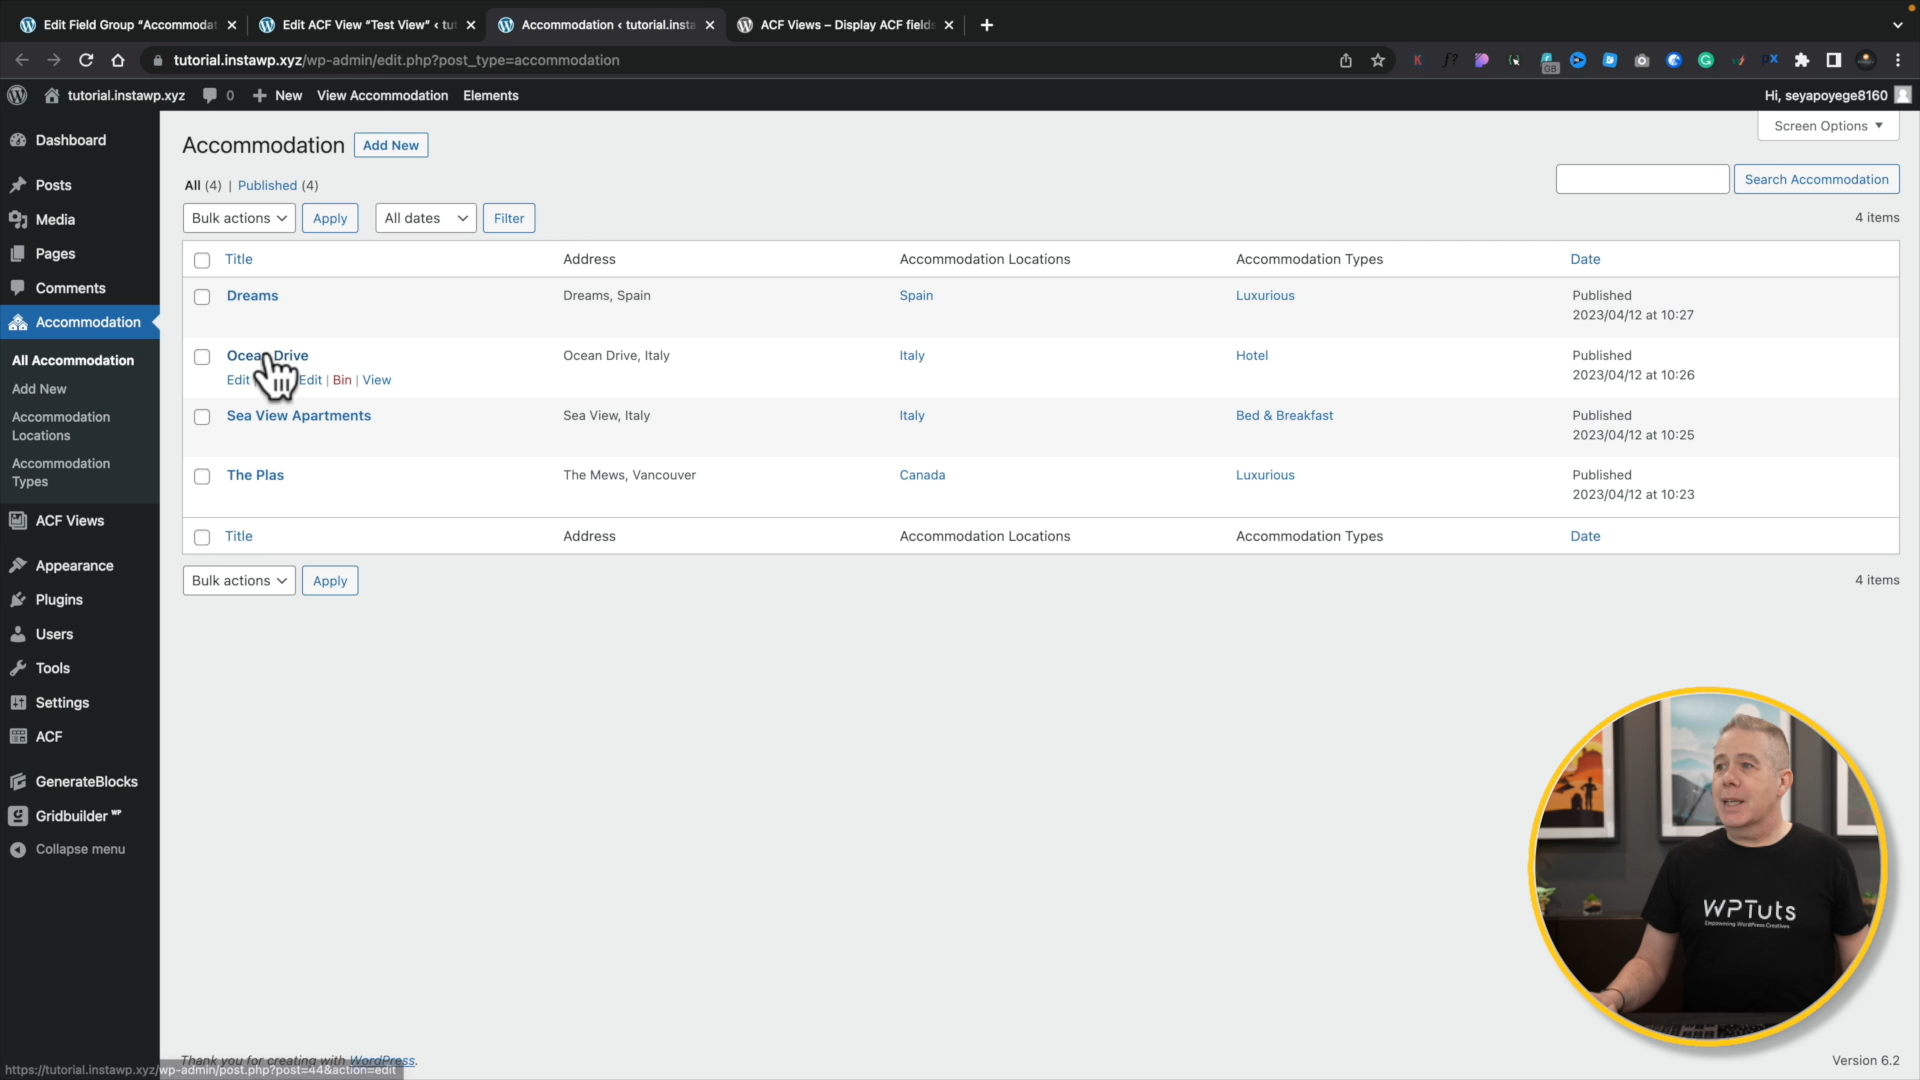 Edit Field Group “Accommodat
Edit ACF View “Test View” ‹ tut
Accommodation ‹ tutorial.insta
ACF Views – Display ACF fields
tutorial.instawp.xyz/wp-admin/edit.php?post_type=accommodation
tutorial.instawp.xyz
0
New
View Accommodation
Elements
Hi, seyapoyege8160
Dashboard
Posts
Media
Pages
Comments
Accommodation
All Accommodation
Add New
Accommodation
Locations
Accommodation
Types
ACF Views
Appearance
Plugins
Users
Tools
Settings
ACF
GenerateBlocks
Gridbuilder WP
Collapse menu
Accommodation
Add New
Screen Options
All (4) | Published (4)
Search Accommodation
Bulk actions
Apply
All dates
Filter
4 items
Title Address Accommodation Locations Accommodation Types Date
Dreams Dreams, Spain Spain Luxurious Published
2023/04/12 at 10:27
Ocean Drive Ocean Drive, Italy Italy Hotel Published
Edit Edit | Bin | View 2023/04/12 at 10:26
Sea View Apartments Sea View, Italy Italy Bed & Breakfast Published
2023/04/12 at 10:25
The Plas The Mews, Vancouver Canada Luxurious Published
2023/04/12 at 10:23
Title Address Accommodation Locations Accommodation Types Date
Bulk actions
Apply
4 items
WPTuts
Empowering WordPress Creatives
Thank you for creating with WordPress.
Version 6.2
https://tutorial.instawp.xyz/wp-admin/post.php?post=44&action=edit